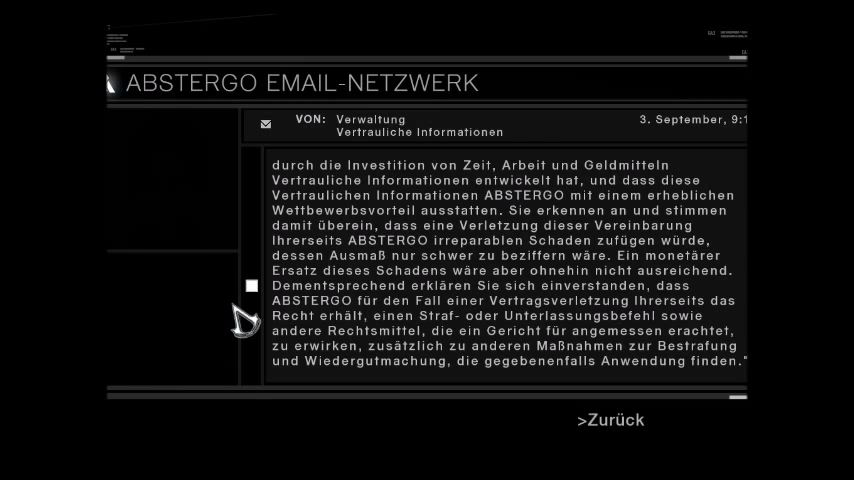 ABSTERGO EMAIL-NETZWERK
VON: Verwaltung 3. September, 9:1
Vertrauliche Informationen
durch die Investition von Zeit, Arbeit und Geldmitteln
Vertrauliche Informationen entwickelt hat, und dass diese
Vertraulichen Informationen ABSTERGO mit einem erheblichen
Wettbewerbsvorteil ausstatten. Sie erkennen an und stimmen
damit überein, dass eine Verletzung dieser Vereinbarung
Ihrerseits ABSTERGO irreparablen Schaden zufügen würde,
dessen Ausmaß nur schwer zu beziffern wäre. Ein monetärer
Ersatz dieses Schadens wäre aber ohnehin nicht ausreichend.
Dementsprechend erklären Sie sich einverstanden, dass
ABSTERGO für den Fall einer Vertragsverletzung Ihrerseits das
Recht erhält, einen Straf- oder Unterlassungsbefehl sowie
andere Rechtsmittel, die ein Gericht für angemessen erachtet,
zu erwirken, zusätzlich zu anderen Maßnahmen zur Bestrafung
und Wiedergutmachung, die gegebenenfalls Anwendung finden."
>Zurück